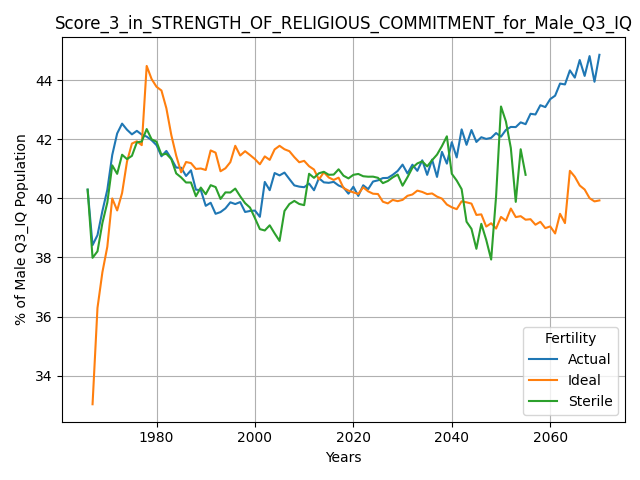 Score_3_in_STRENGTH_OF_RELIGIOUS_COMMITMENT_for_Male_Q3_IQ
% of Male Q3_IQ Population
44
42
40
38
36
34
1980
2000
2020
2040
2060
Years
Fertility
Actual
Ideal
Sterile